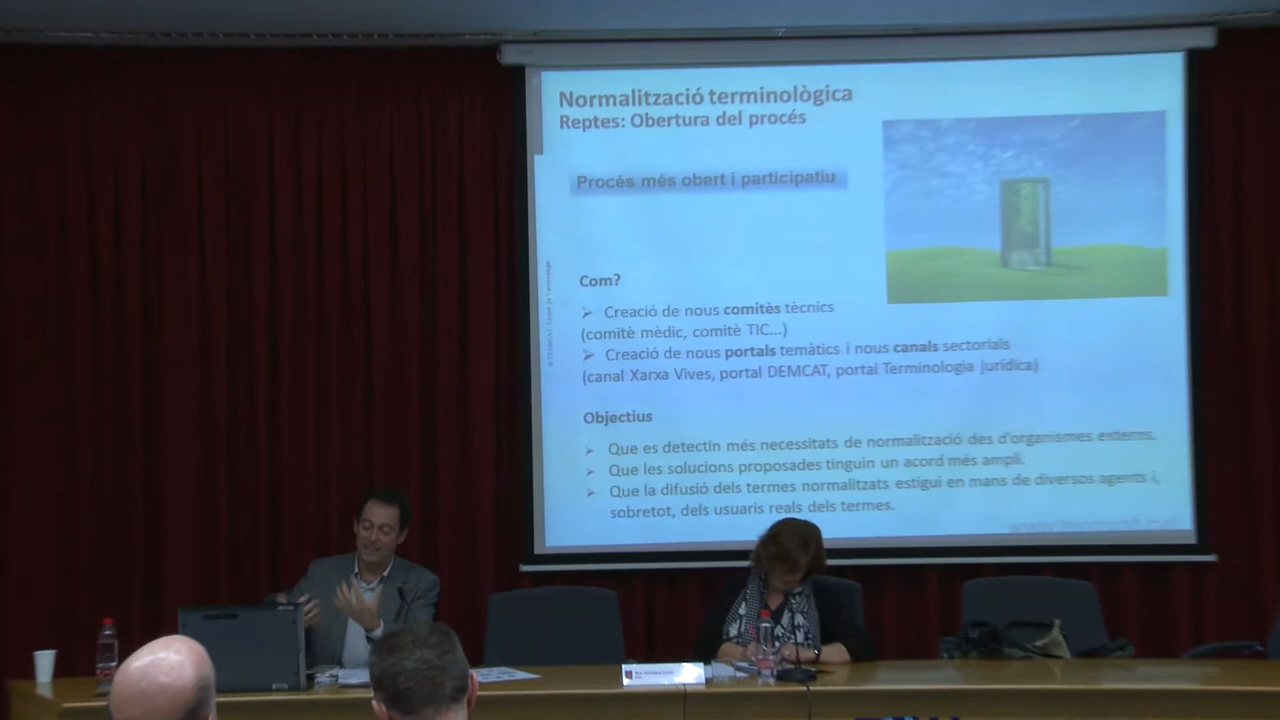 Normalització terminològica
Reptes: Obertura del procés
Procés més obert i participatiu
Com?
➢ Creació de nous comitès tècnics
(comitè mèdic, comitè TIC...)
➢ Creació de nous portals temàtics i nous canals sectorials
(canal Xarxa Vives, portal DEMCAT, portal Terminologia jurídica)
Objectius
➢ Que es detectin més necessitats de normalització des d'organismes externs.
➢ Que les solucions proposades tinguin un acord més ampli.
➢ Que la difusió dels termes normalitzats estigui en mans de diversos agents i,
sobretot, dels usuaris reals dels termes.